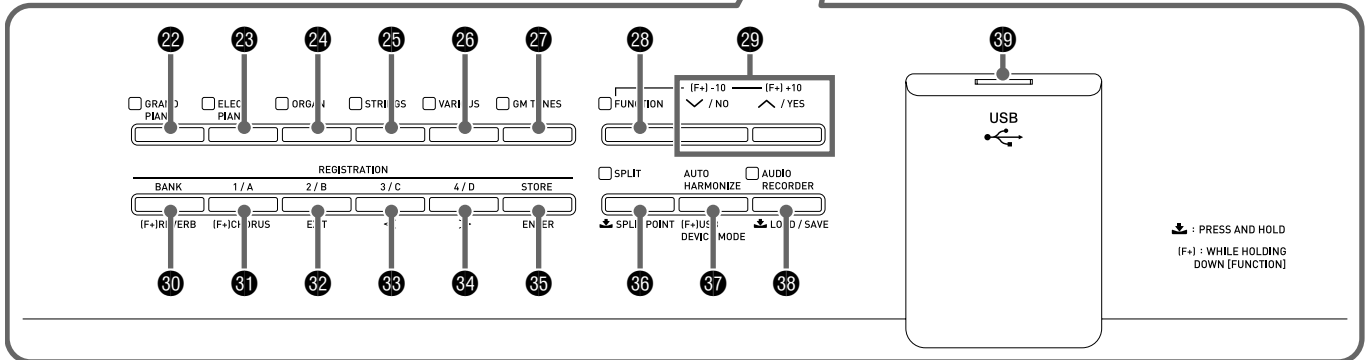 22 23 24 25 26 27 28 29 39
(F+) -10 (F+) +10
GRAND PIANO
ELEC PIANO
ORGAN
STRINGS
VARIOUS
GM TONES
FUNCTION
∨ / NO
∧ / YES
USB
REGISTRATION
BANK 1 / A 2 / B 3 / C 4 / D STORE
SPLIT
AUTO
HARMONIZE
AUDIO
RECORDER
(F+)REVERB (F+)CHORUS EXIT ENTER
SPLIT POINT
(F+)USB
DEVICE MODE
LOAD / SAVE
: PRESS AND HOLD
(F+) : WHILE HOLDING
DOWN [FUNCTION]
30 31 32 33 34 35 36 37 38